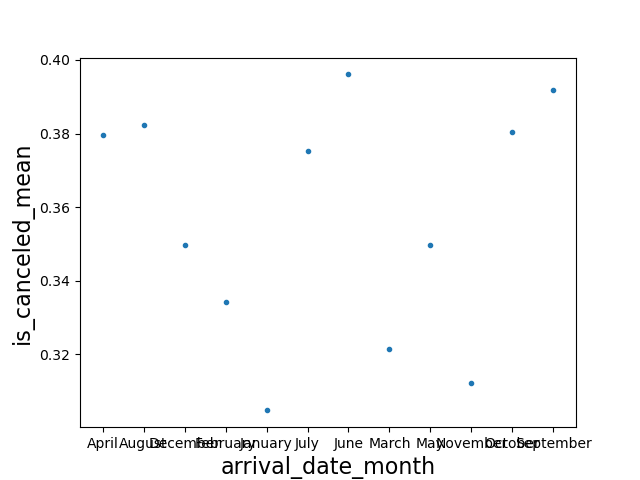 0.40
0.38
0.36
0.34
0.32
is_canceled_mean
April August December February January July June March May November October September
arrival_date_month